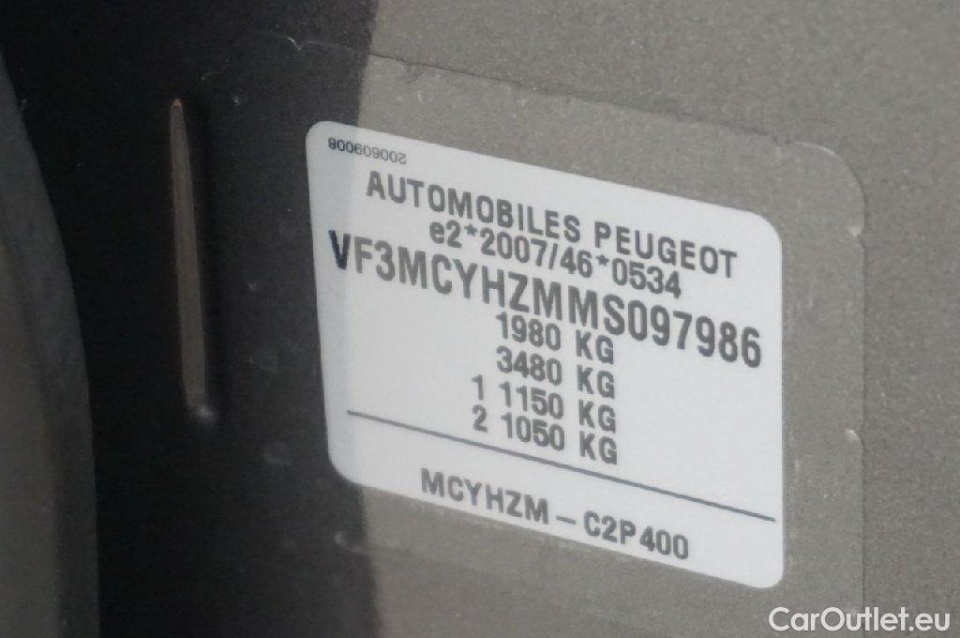 200609008
AUTOMOBILES PEUGEOT
e2*2007/46*0534
VF3MCYHZMMS097986
1980 KG
3480 KG
1 1150 KG
2 1050 KG
MCYHZM - C2P400
CarOutlet.eu